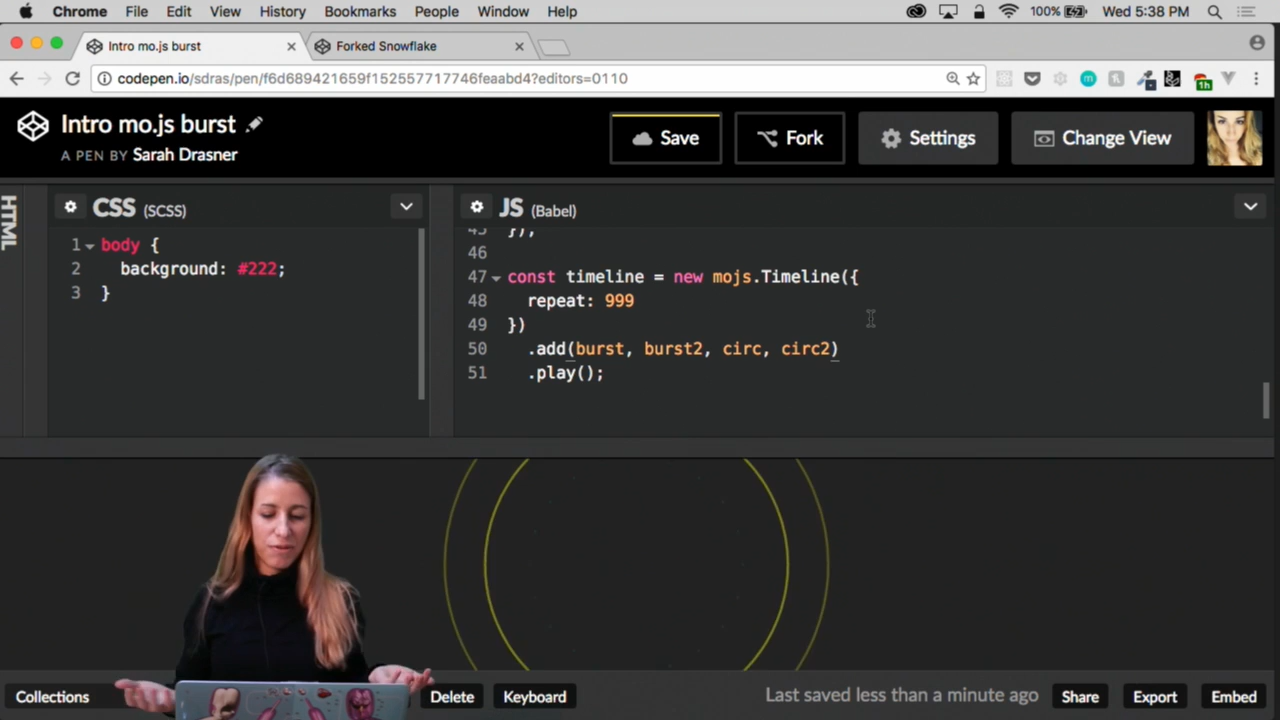 Chrome File Edit View History Bookmarks People Window Help 100% Wed 5:38 PM
Intro mo.js burst Forked Snowflake
codepen.io/sdras/pen/f6d689421659f152557717746feaabd4?editors=0110
1h
Intro mo.js burst
A PEN BY Sarah Drasner
Save Fork Settings Change View
HTML
CSS (SCSS)
1 body {
2 background: #222;
3 }
JS (Babel)
45 });
46
47 const timeline = new mojs.Timeline({
48 repeat: 999
49 })
50 .add(burst, burst2, circ, circ2)
51 .play();
Collections Delete Keyboard Last saved less than a minute ago Share Export Embed